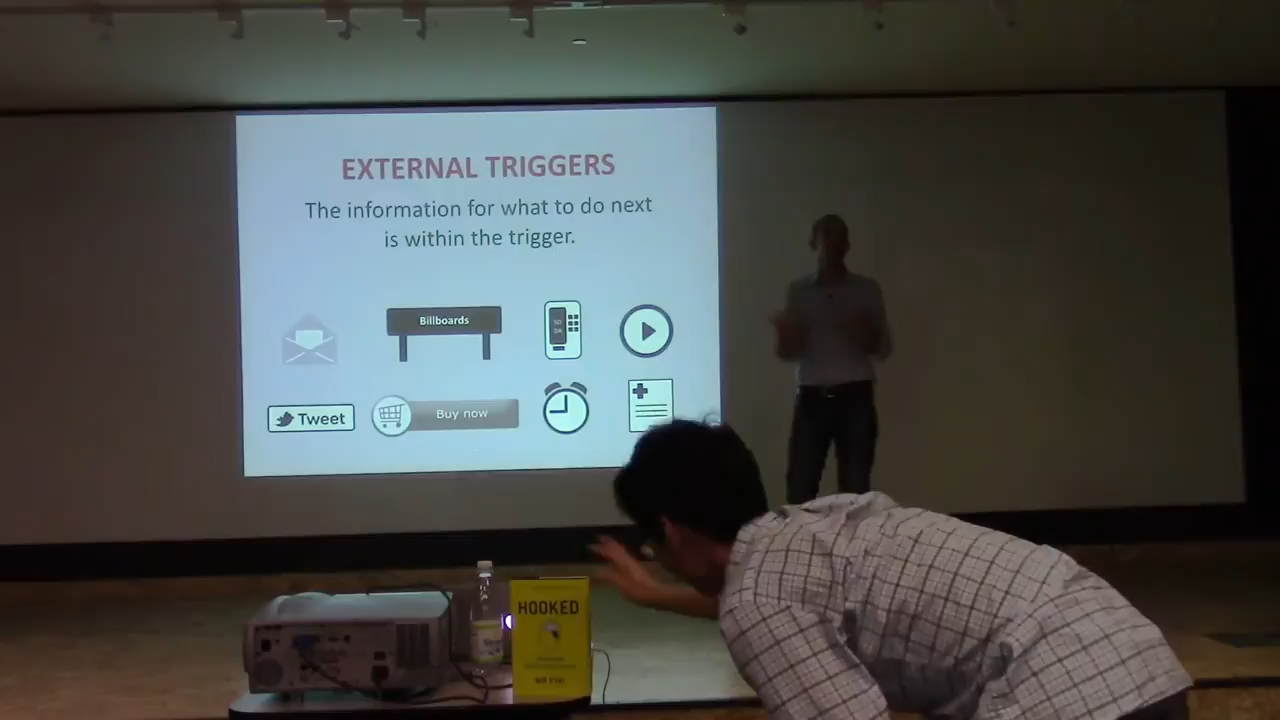 EXTERNAL TRIGGERS
The information for what to do next
is within the trigger.
Billboards
Tweet
Buy now
HOOKED